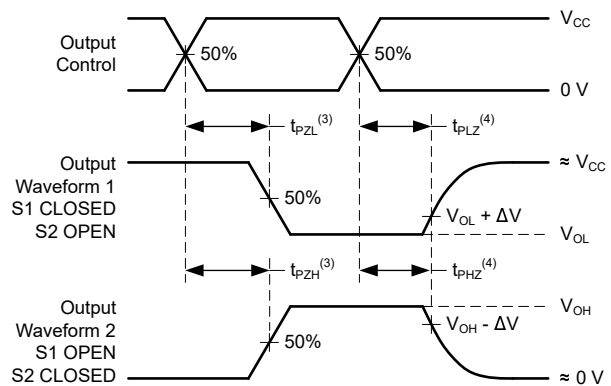 V_CC
Output
Control
50%
50%
0 V
t_PZL^(3)
t_PLZ^(4)
Output
Waveform 1
S1 CLOSED
S2 OPEN
≈ V_CC
50%
V_OL + ΔV
V_OL
t_PZH^(3)
t_PHZ^(4)
Output
Waveform 2
S1 OPEN
S2 CLOSED
V_OH
50%
V_OH - ΔV
≈ 0 V